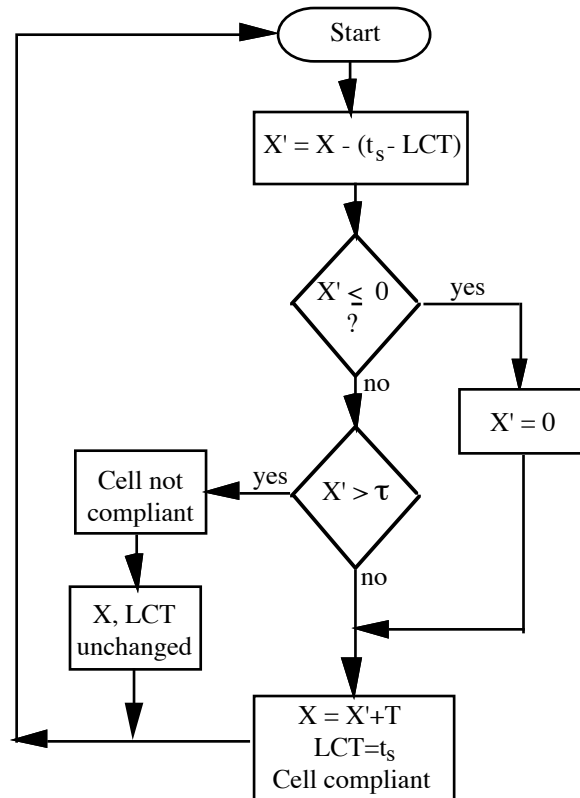 Start
X' = X - (ts - LCT)
X' ≤ 0
?
yes
no
X' = 0
X' > τ
yes
Cell not
compliant
no
X, LCT
unchanged
X = X'+T
LCT=ts
Cell compliant